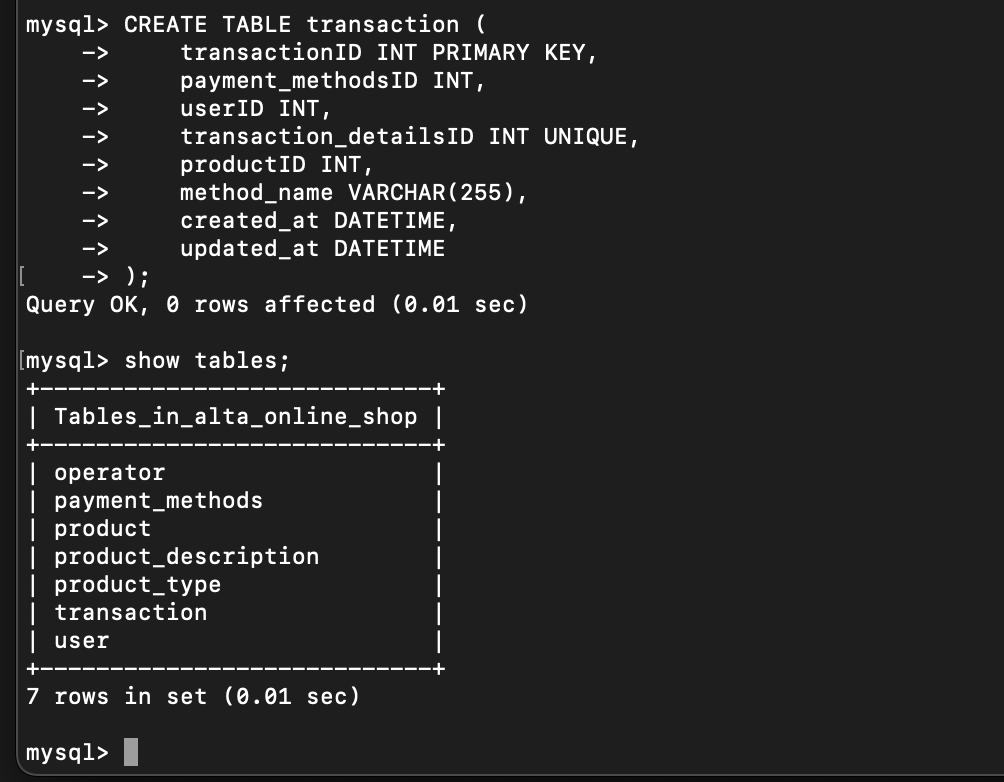 mysql> CREATE TABLE transaction (
    ->     transactionID INT PRIMARY KEY,
    ->     payment_methodsID INT,
    ->     userID INT,
    ->     transaction_detailsID INT UNIQUE,
    ->     productID INT,
    ->     method_name VARCHAR(255),
    ->     created_at DATETIME,
    ->     updated_at DATETIME
[    -> );
Query OK, 0 rows affected (0.01 sec)

[mysql> show tables;
+----------------------------+
| Tables_in_alta_online_shop |
+----------------------------+
| operator                   |
| payment_methods            |
| product                    |
| product_description        |
| product_type               |
| transaction                |
| user                       |
+----------------------------+
7 rows in set (0.01 sec)

mysql>